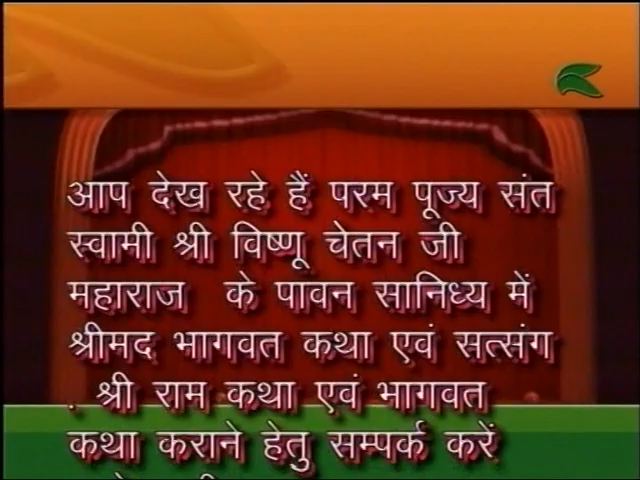 आप देख रहे हैं परम पूज्य संत
स्वामी श्री विष्णू चेतन जी
महाराज के पावन सानिध्य में
श्रीमद भागवत कथा एवं सत्संग
. श्री राम कथा एवं भागवत
कथा कराने हेतु सम्पर्क करें